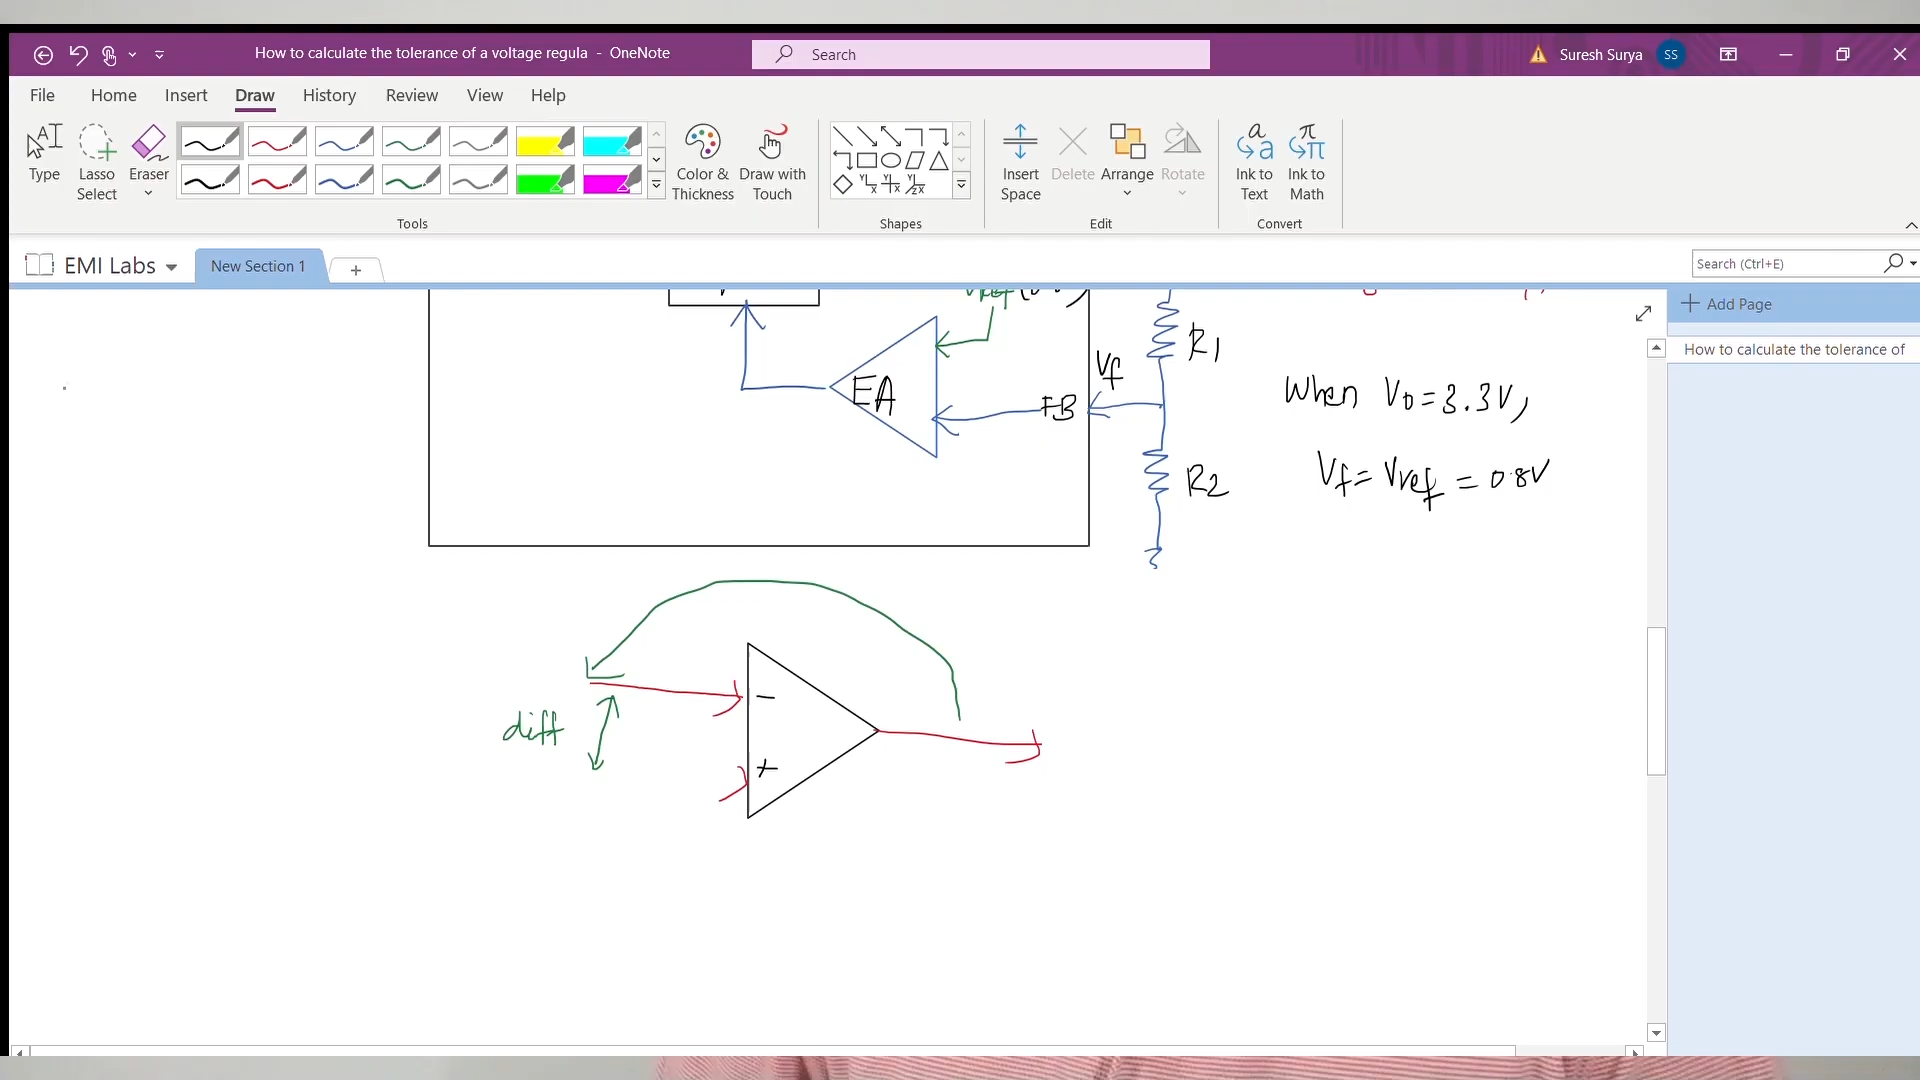 How to calculate the tolerance of a voltage regula - OneNote
Search
Suresh Surya
SS
File
Home
Insert
Draw
History
Review
View
Help
Type
Lasso Select
Eraser
Color & Thickness
Draw with Touch
Insert Space
Delete
Arrange
Rotate
Ink to Text
Ink to Math
Tools
Shapes
Edit
Convert
EMI Labs
New Section 1
Search (Ctrl+E)
Add Page
How to calculate the tolerance of
Vref
R1
Vf
EA
FB
When Vo = 3.3V,
R2
Vf = Vref = 0.8V
diff
-
+